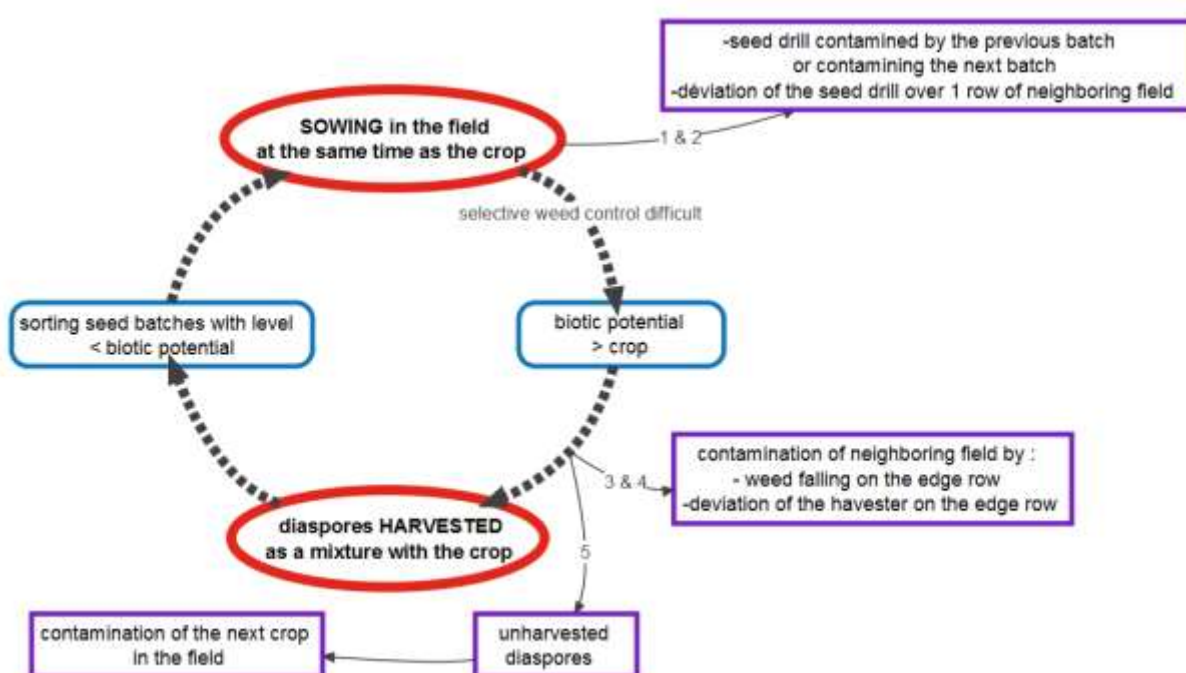 -seed drill contaminated by the previous batch
or contamining the next batch
-déviation of the seed drill over 1 row of neighboring field
SOWING in the field
at the same time as the crop
1 & 2
selective weed control difficult
sorting seed batches with level
< biotic potential
biotic potential
> crop
contamination of neighboring field by :
- weed falling on the edge row
-deviation of the havester on the edge row
3 & 4
diaspores HARVESTED
as a mixture with the crop
5
contamination of the next crop
in the field
unharvested
diaspores